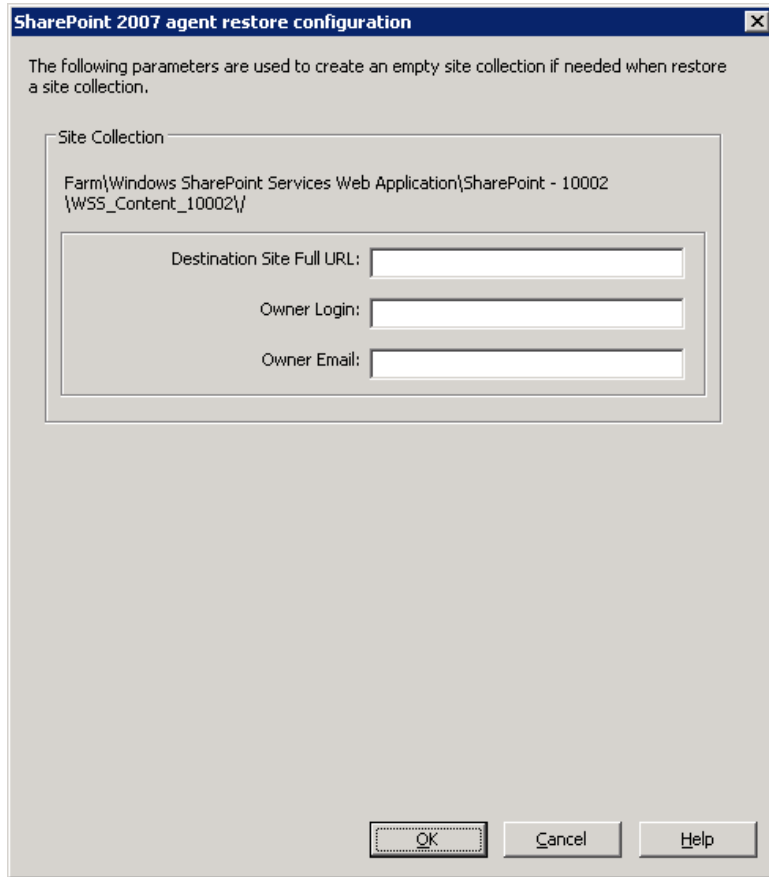 SharePoint 2007 agent restore configuration
The following parameters are used to create an empty site collection if needed when restore
a site collection.
Site Collection
Farm\Windows SharePoint Services Web Application\SharePoint - 10002
\WSS_Content_10002\/
Destination Site Full URL:
Owner Login:
Owner Email:
OK Cancel Help